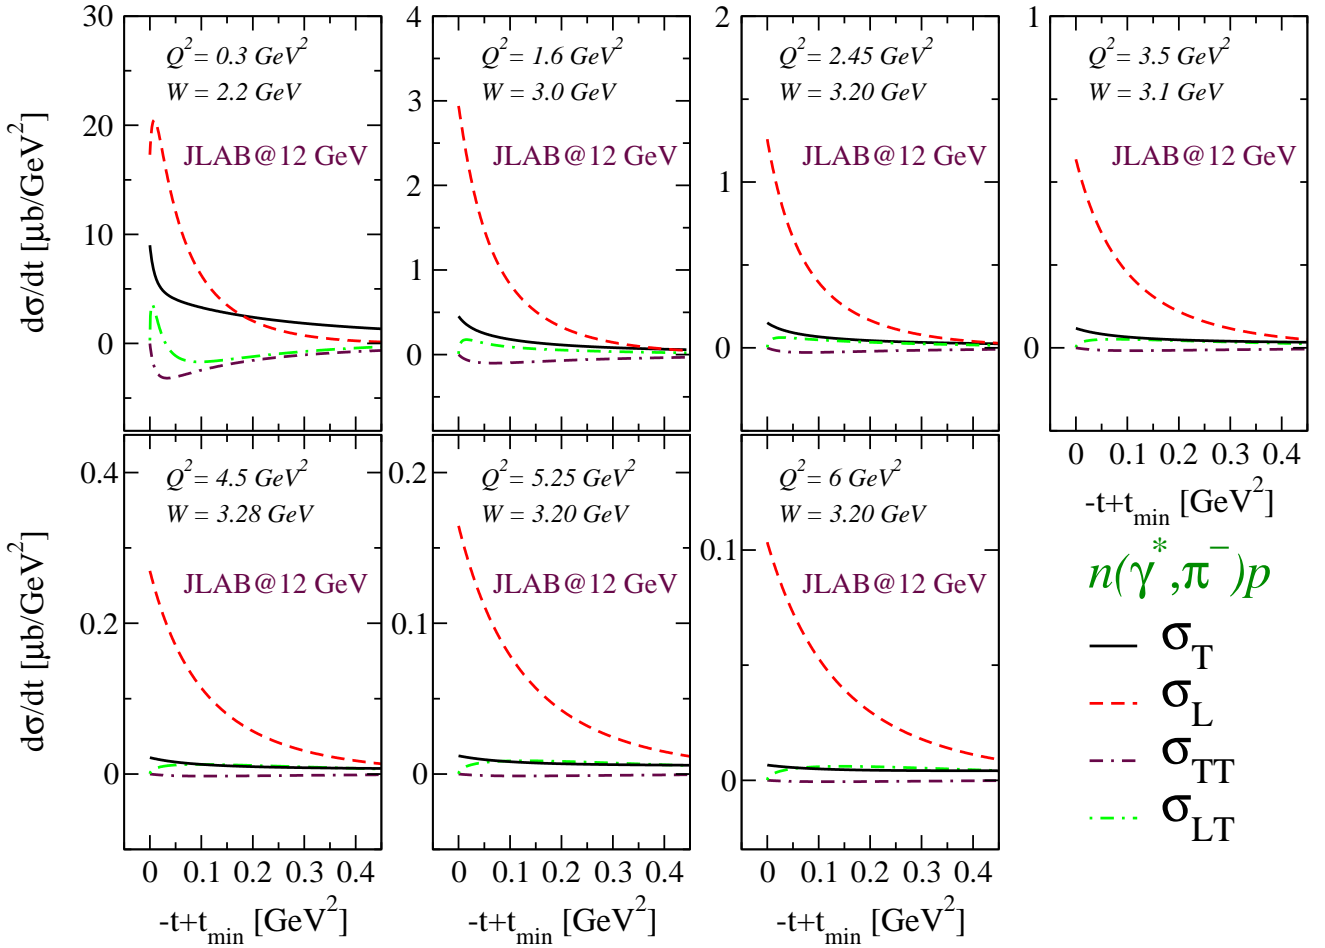 Q² = 0.3 GeV²
W = 2.2 GeV
JLAB@12 GeV
30
20
10
0
dσ/dt [μb/GeV²]
Q² = 1.6 GeV²
W = 3.0 GeV
JLAB@12 GeV
4
3
2
1
0
Q² = 2.45 GeV²
W = 3.20 GeV
JLAB@12 GeV
2
1
0
Q² = 3.5 GeV²
W = 3.1 GeV
JLAB@12 GeV
1
0
0 0.1 0.2 0.3 0.4
-t+t_min [GeV²]
Q² = 4.5 GeV²
W = 3.28 GeV
JLAB@12 GeV
0.4
0.2
0
dσ/dt [μb/GeV²]
0 0.1 0.2 0.3 0.4
-t+t_min [GeV²]
Q² = 5.25 GeV²
W = 3.20 GeV
JLAB@12 GeV
0.2
0.1
0
0 0.1 0.2 0.3 0.4
-t+t_min [GeV²]
Q² = 6 GeV²
W = 3.20 GeV
JLAB@12 GeV
0.1
0
0 0.1 0.2 0.3 0.4
-t+t_min [GeV²]
n(γ*,π⁻)p
σ_T
σ_L
σ_TT
σ_LT